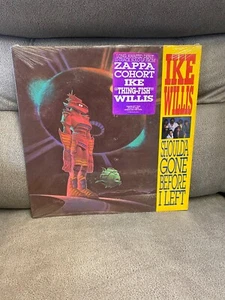 ZAPPA
COHORT
IKE
"THING-FISH"
WILLIS
IKE
WILLIS
SHOULDA
GONE
BEFORE
I LEFT